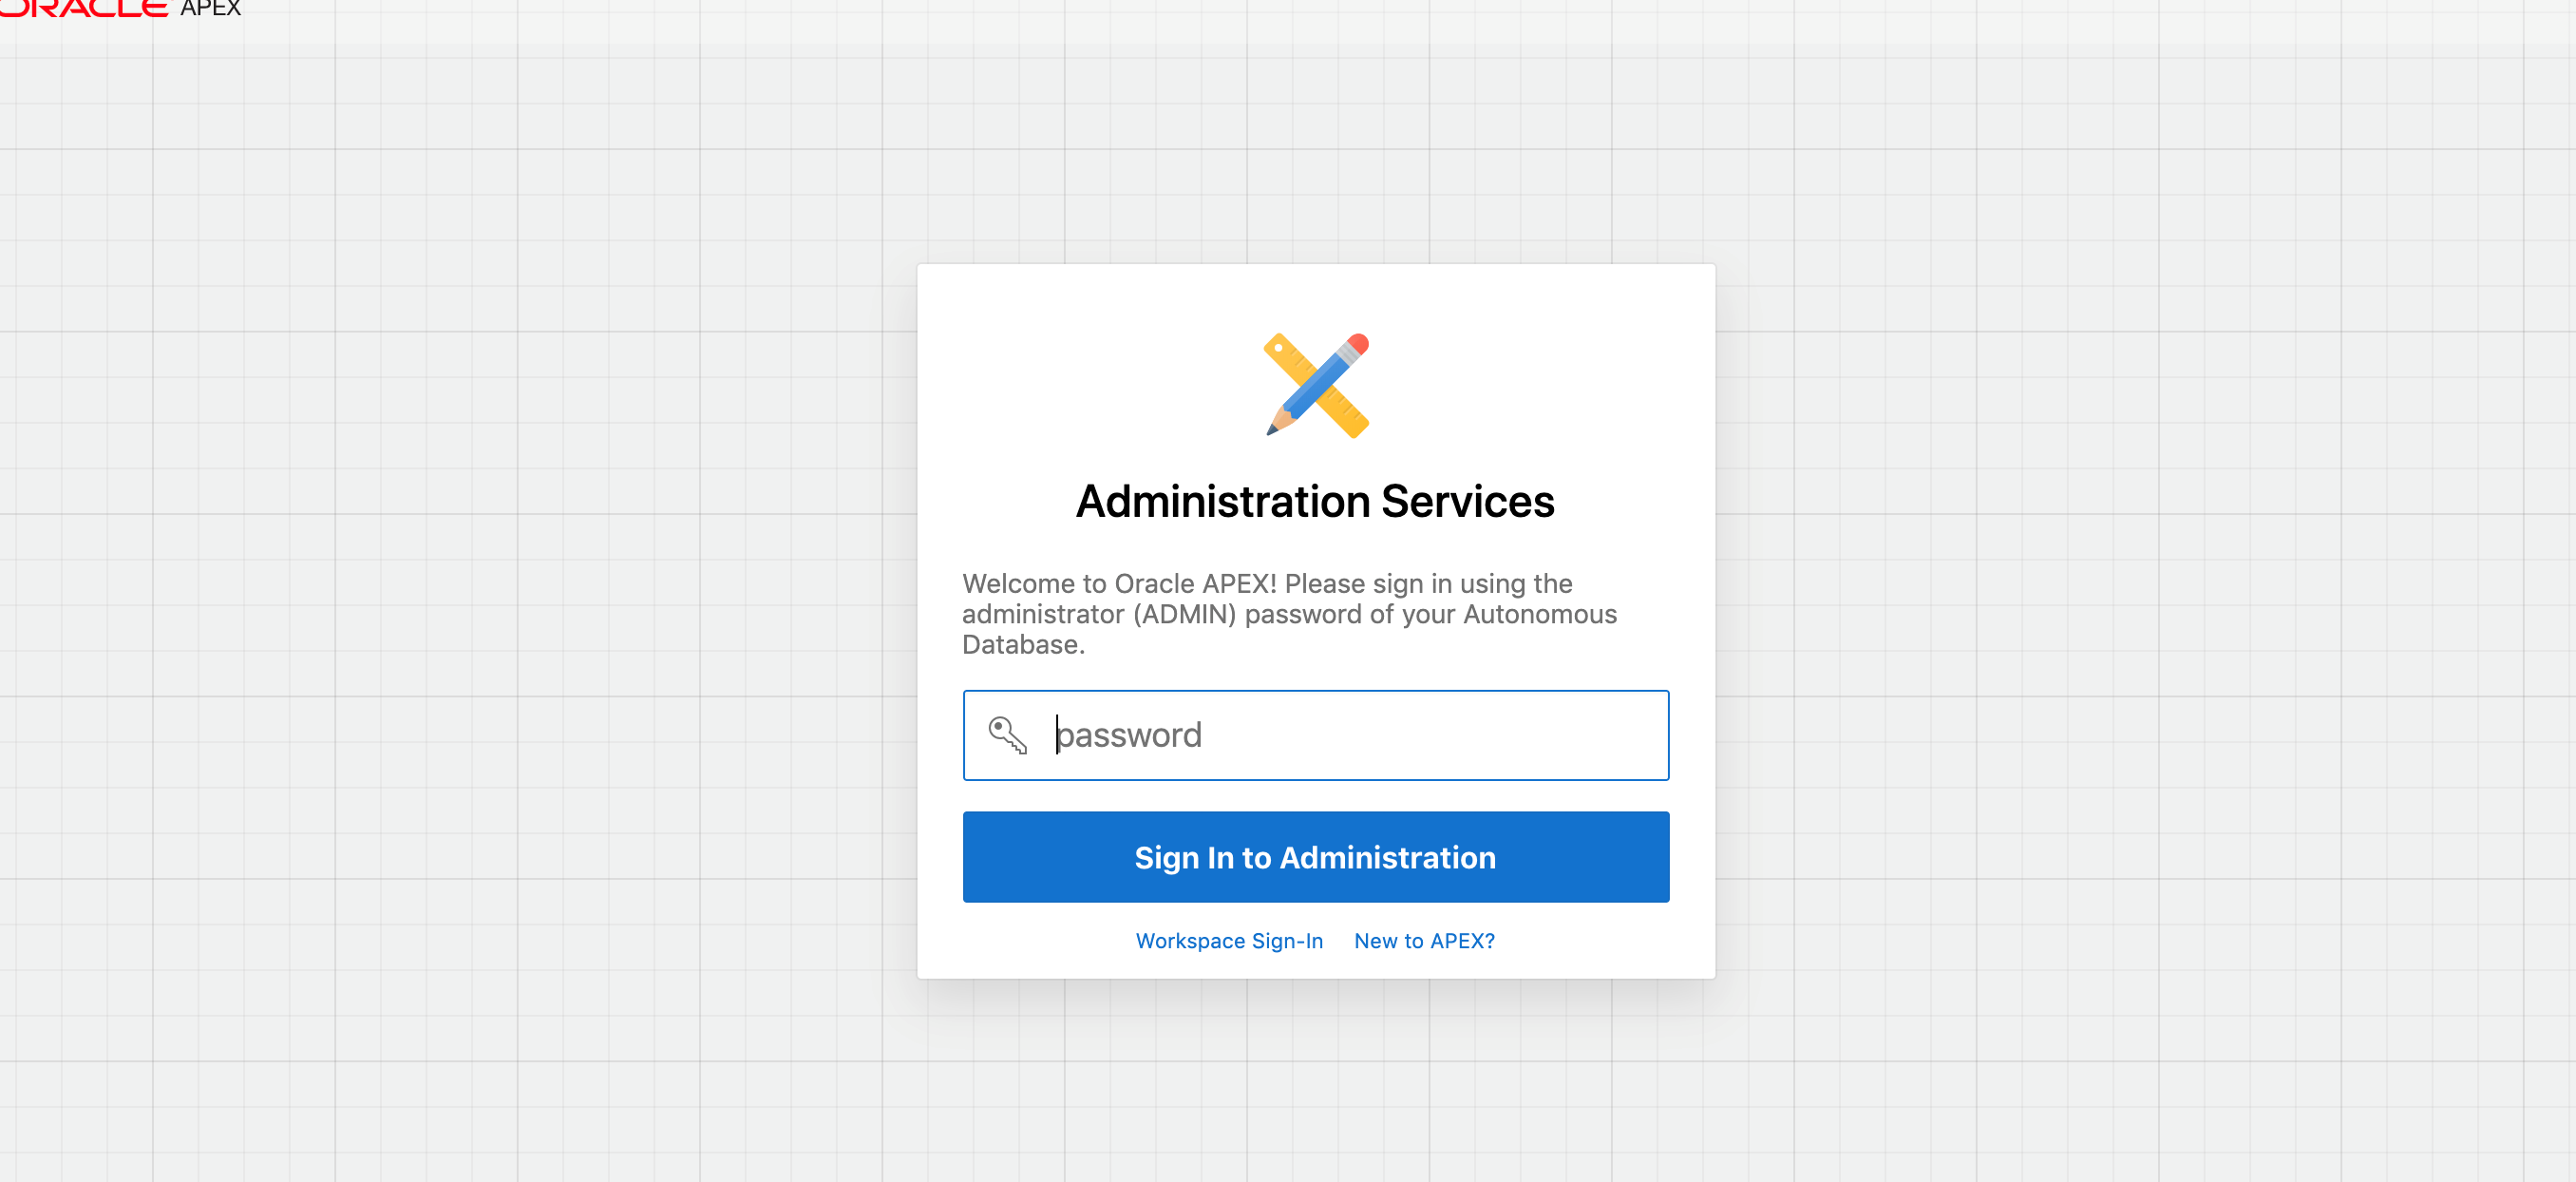 ORACLE APEX
Administration Services
Welcome to Oracle APEX! Please sign in using the
administrator (ADMIN) password of your Autonomous
Database.
password
Sign In to Administration
Workspace Sign-In New to APEX?